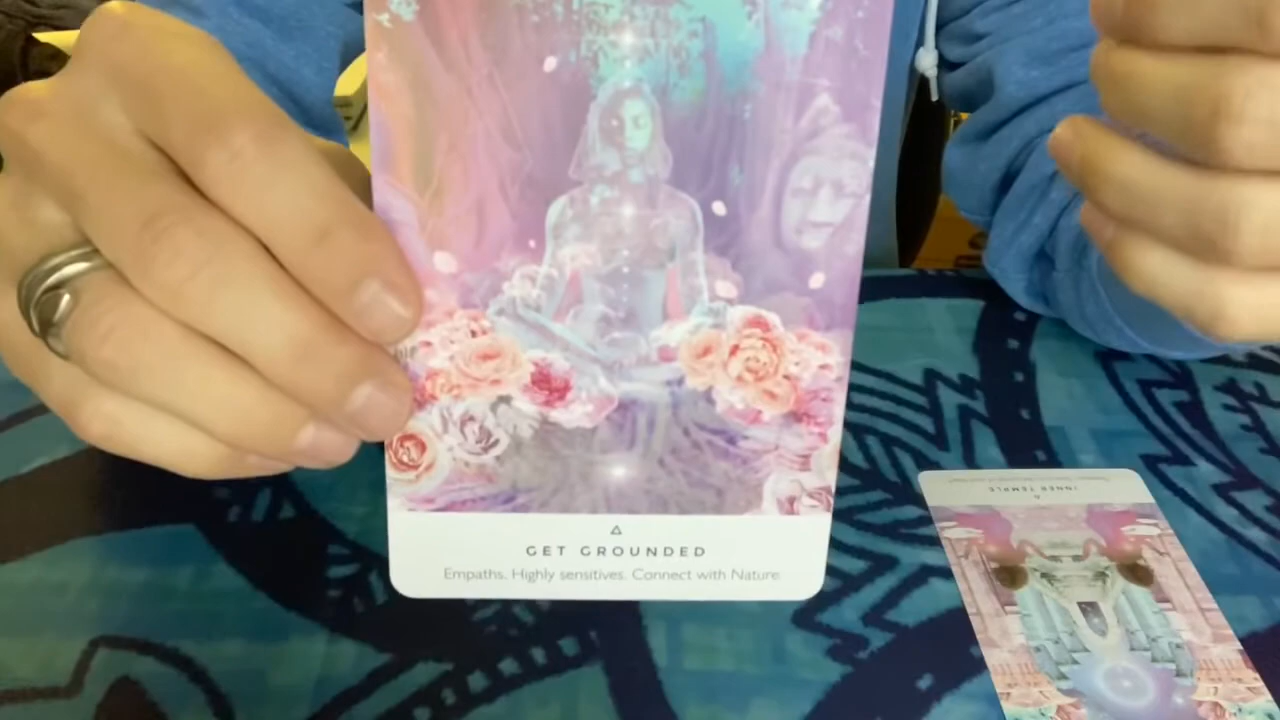 GET GROUNDED
Empaths. Highly sensitives. Connect with Nature
INNER TEMPLE